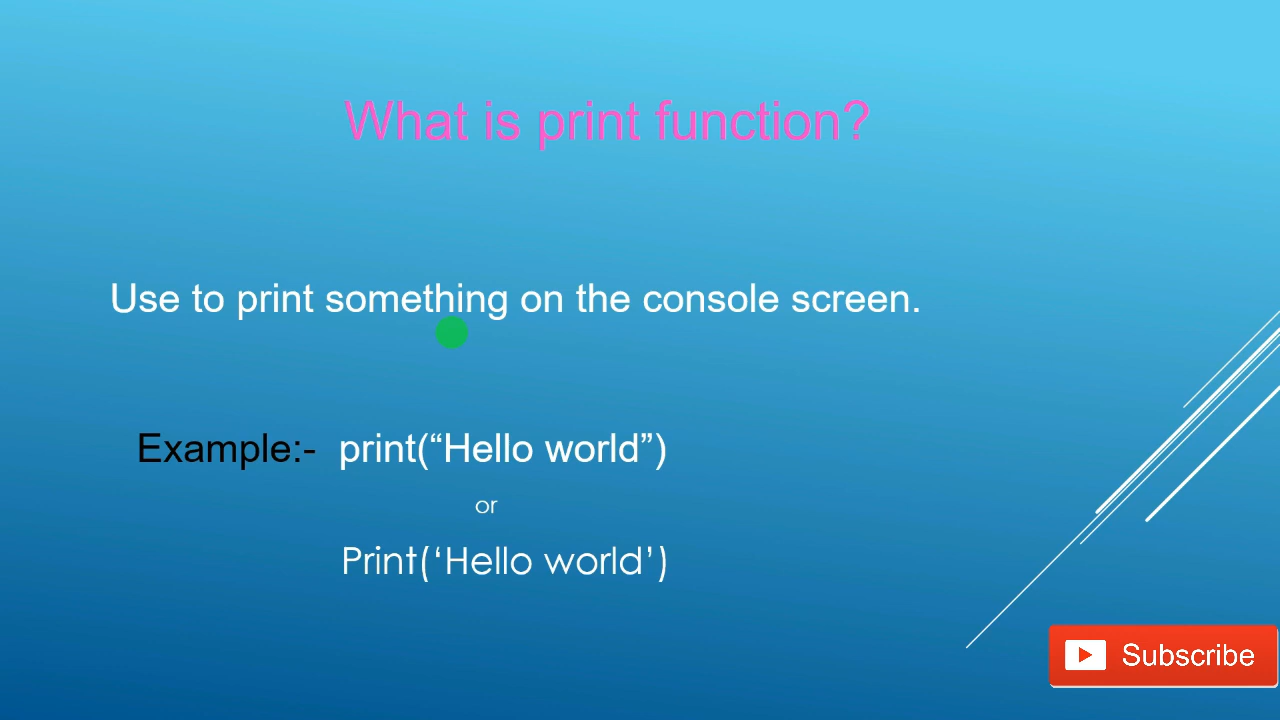 What is print function?
Use to print something on the console screen.
Example:- print(“Hello world”)
or
Print(‘Hello world’)
Subscribe